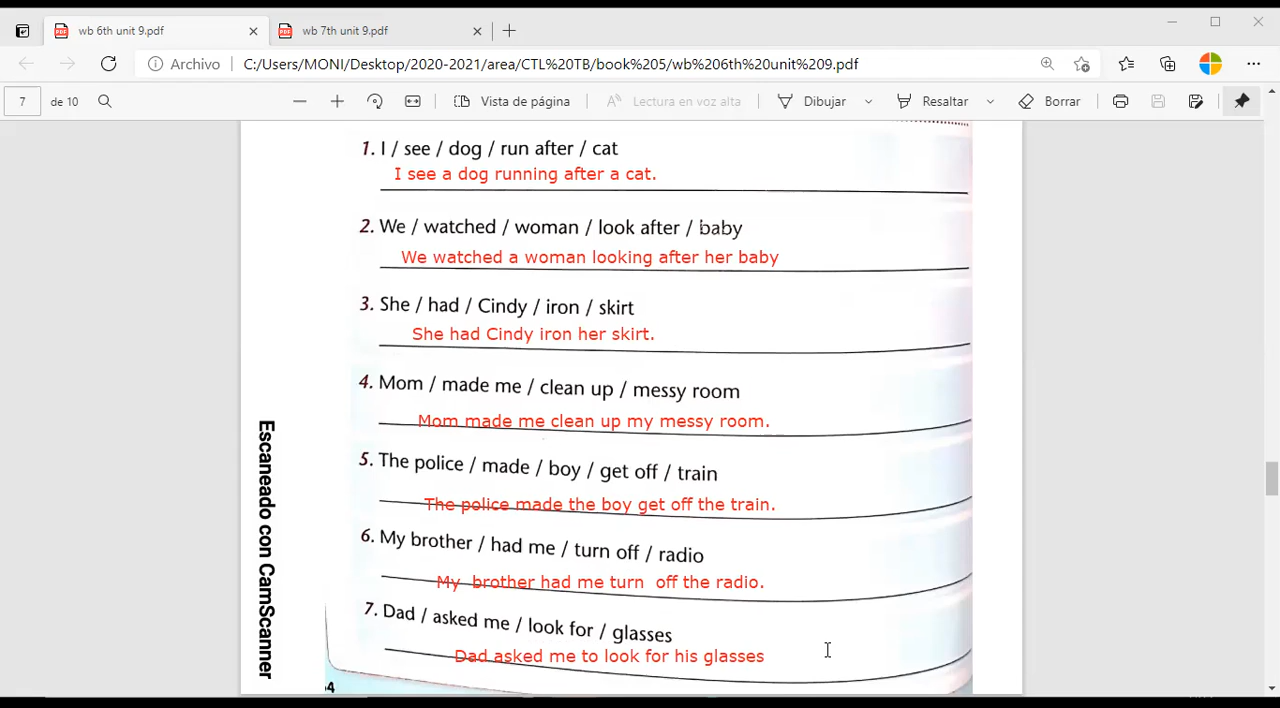 wb 6th unit 9.pdf
wb 7th unit 9.pdf
Archivo
C:/Users/MONI/Desktop/2020-2021/area/CTL%20TB/book%205/wb%206th%20unit%209.pdf
7
de 10
Vista de página
Lectura en voz alta
Dibujar
Resaltar
Borrar
1. I / see / dog / run after / cat
I see a dog running after a cat.
2. We / watched / woman / look after / baby
We watched a woman looking after her baby
3. She / had / Cindy / iron / skirt
She had Cindy iron her skirt.
4. Mom / made me / clean up / messy room
Mom made me clean up my messy room.
5. The police / made / boy / get off / train
The police made the boy get off the train.
6. My brother / had me / turn off / radio
My brother had me turn off the radio.
7. Dad / asked me / look for / glasses
Dad asked me to look for his glasses
Escaneado con CamScanner